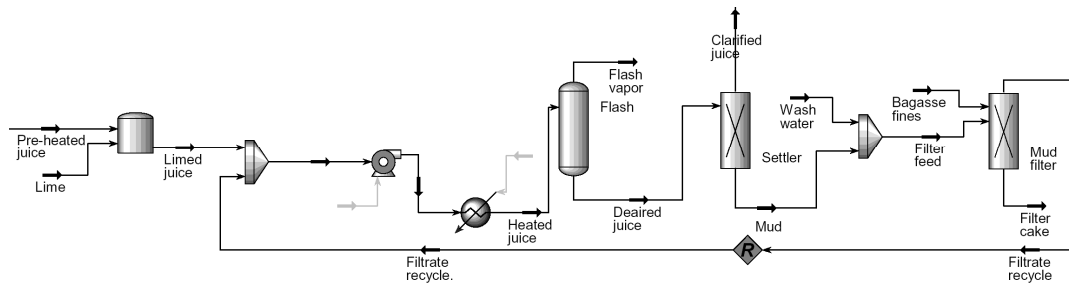 Pre-heated
juice
Lime
Limed
juice
Heated
juice
Flash
vapor
Flash
Deaired
juice
Clarified
juice
Settler
Mud
Wash
water
Filter
feed
Bagasse
fines
Mud
filter
Filter
cake
Filtrate
recycle
R
Filtrate
recycle.